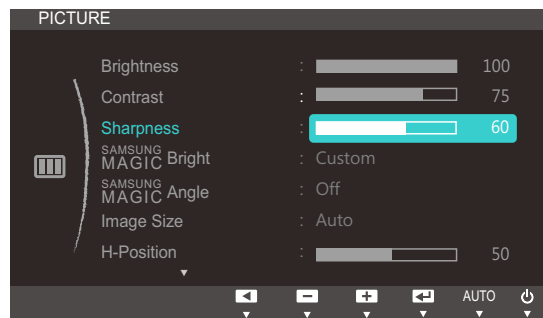 PICTURE
Brightness : 100
Contrast : 75
Sharpness : 60
SAMSUNG MAGIC Bright : Custom
SAMSUNG MAGIC Angle : Off
Image Size : Auto
H-Position : 50
AUTO